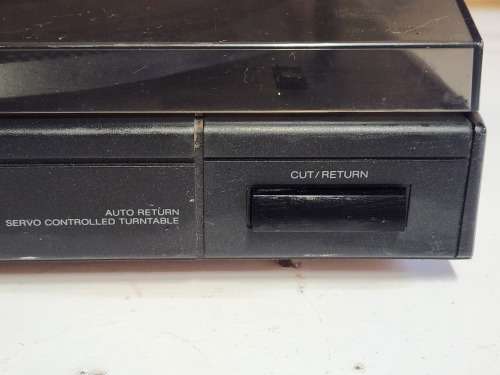 CUT/RETURN
AUTO RETURN
SERVO CONTROLLED TURNTABLE